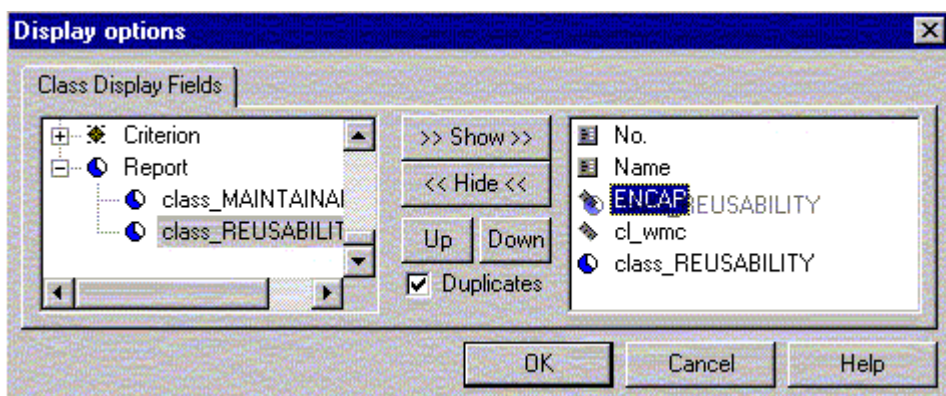 Display options
Class Display Fields
Criterion
Report
class_MAINTAINAI
class_REUSABILIT
>> Show >>
<< Hide <<
Up Down
Duplicates
No.
Name
ENCAP_REUSABILITY
cl_wmc
class_REUSABILITY
OK Cancel Help